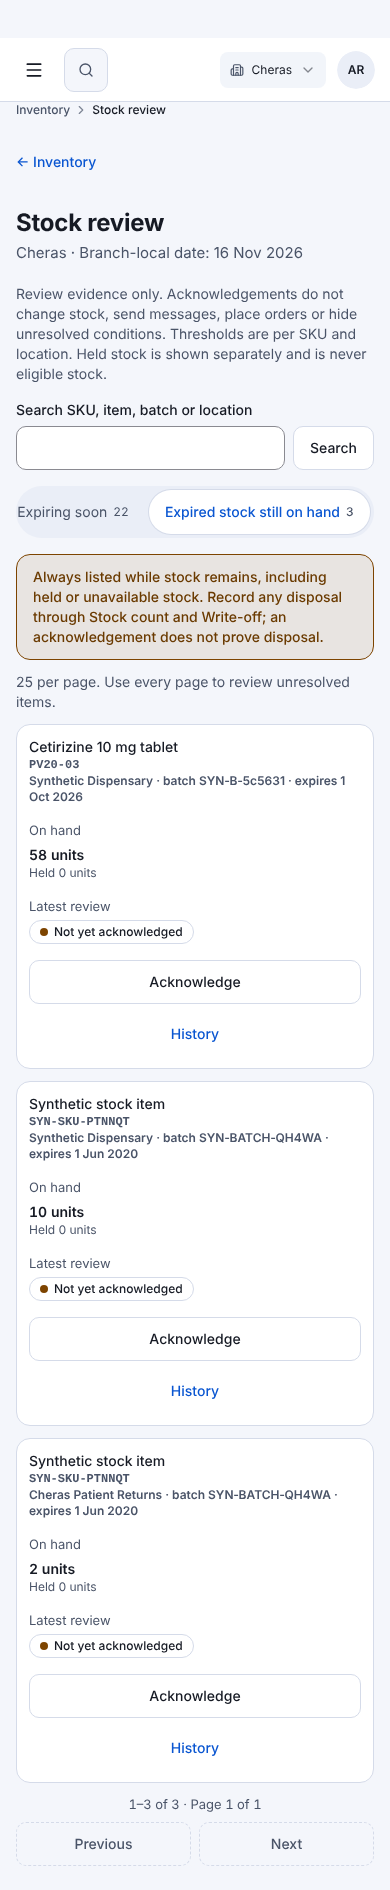 Cheras
AR
Inventory > Stock review
← Inventory
Stock review
Cheras · Branch-local date: 16 Nov 2026
Review evidence only. Acknowledgements do not
change stock, send messages, place orders or hide
unresolved conditions. Thresholds are per SKU and
location. Held stock is shown separately and is never
eligible stock.
Search SKU, item, batch or location
Search
Expiring soon 22
Expired stock still on hand 3
Always listed while stock remains, including
held or unavailable stock. Record any disposal
through Stock count and Write-off; an
acknowledgement does not prove disposal.
25 per page. Use every page to review unresolved
items.
Cetirizine 10 mg tablet
PV20-03
Synthetic Dispensary · batch SYN-B-5c5631 · expires 1
Oct 2026
On hand
58 units
Held 0 units
Latest review
Not yet acknowledged
Acknowledge
History
Synthetic stock item
SYN-SKU-PTNNQT
Synthetic Dispensary · batch SYN-BATCH-QH4WA ·
expires 1 Jun 2020
On hand
10 units
Held 0 units
Latest review
Not yet acknowledged
Acknowledge
History
Synthetic stock item
SYN-SKU-PTNNQT
Cheras Patient Returns · batch SYN-BATCH-QH4WA ·
expires 1 Jun 2020
On hand
2 units
Held 0 units
Latest review
Not yet acknowledged
Acknowledge
History
1–3 of 3 · Page 1 of 1
Previous
Next